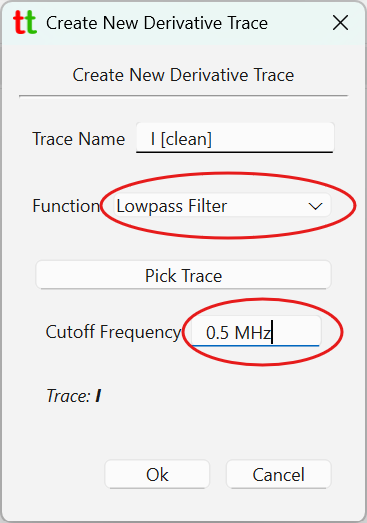 tt Create New Derivative Trace
Create New Derivative Trace
Trace Name I [clean]
Function Lowpass Filter
Pick Trace
Cutoff Frequency 0.5 MHz
Trace: I
Ok Cancel